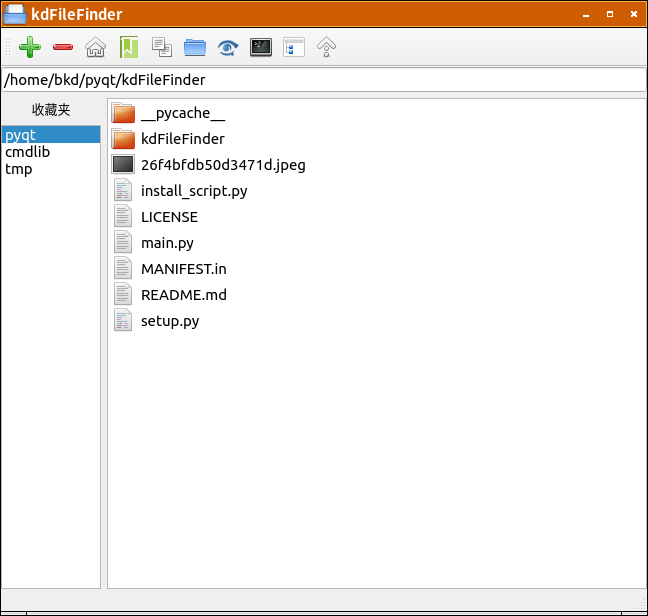 kdFileFinder
/home/bkd/pyqt/kdFileFinder
收藏夹
pyqt
cmdlib
tmp
__pycache__
kdFileFinder
26f4bfdb50d3471d.jpeg
install_script.py
LICENSE
main.py
MANIFEST.in
README.md
setup.py